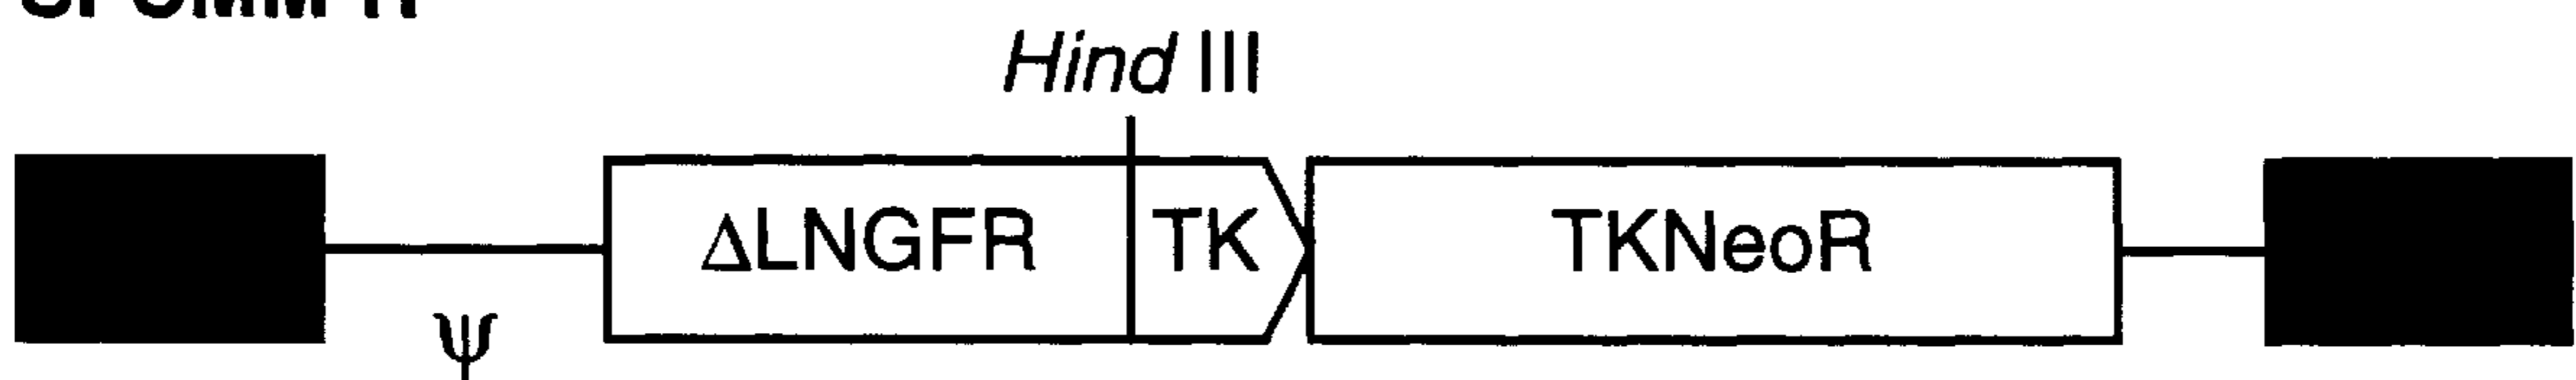 Hind III
ΔLNGFR TK TKNeoR
ψ